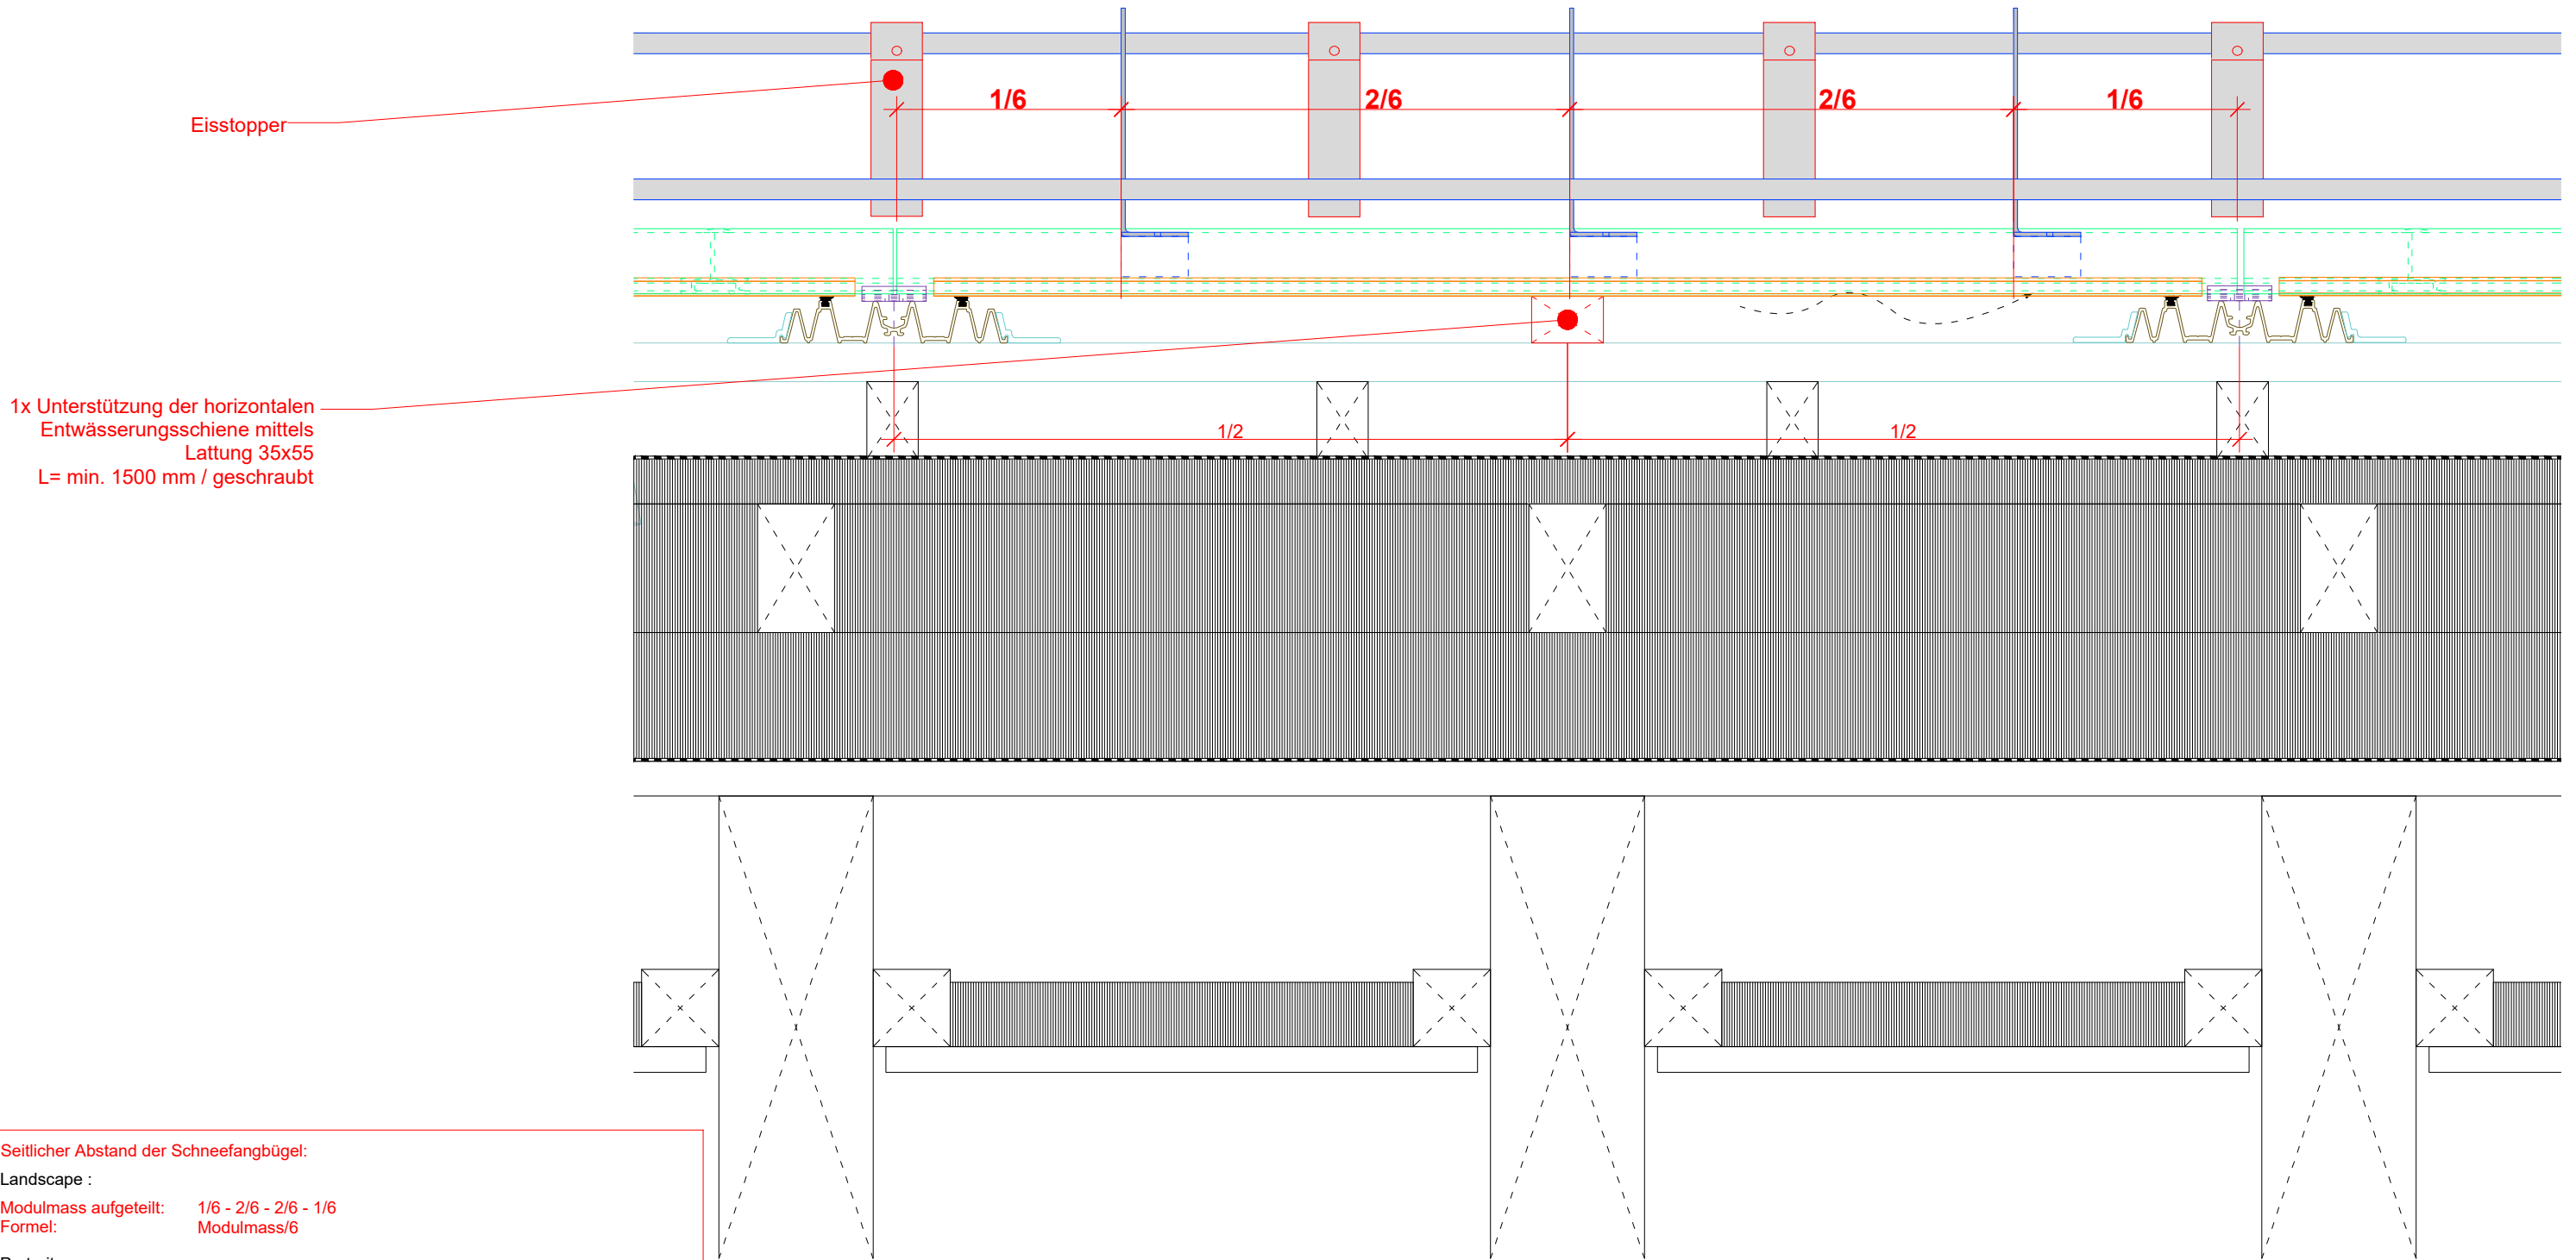 1/6
2/6
2/6
1/6
Eisstopper
1x Unterstützung der horizontalen
Entwässerungsschiene mittels
Lattung 35x55
L= min. 1500 mm / geschraubt
1/2
1/2
Seitlicher Abstand der Schneefangbügel:
Landscape :
Modulmass aufgeteilt: 1/6 - 2/6 - 2/6 - 1/6
Formel: Modulmass/6